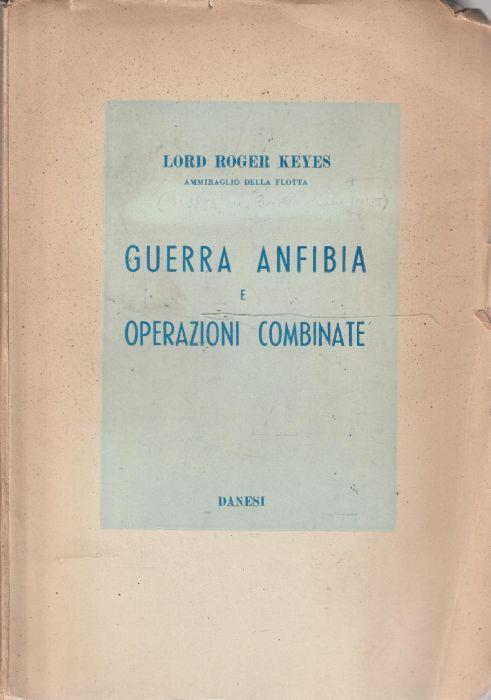 LORD ROGER KEYES
AMMIRAGLIO DELLA FLOTTA
GUERRA ANFIBIA
E
OPERAZIONI COMBINATE
DANESI